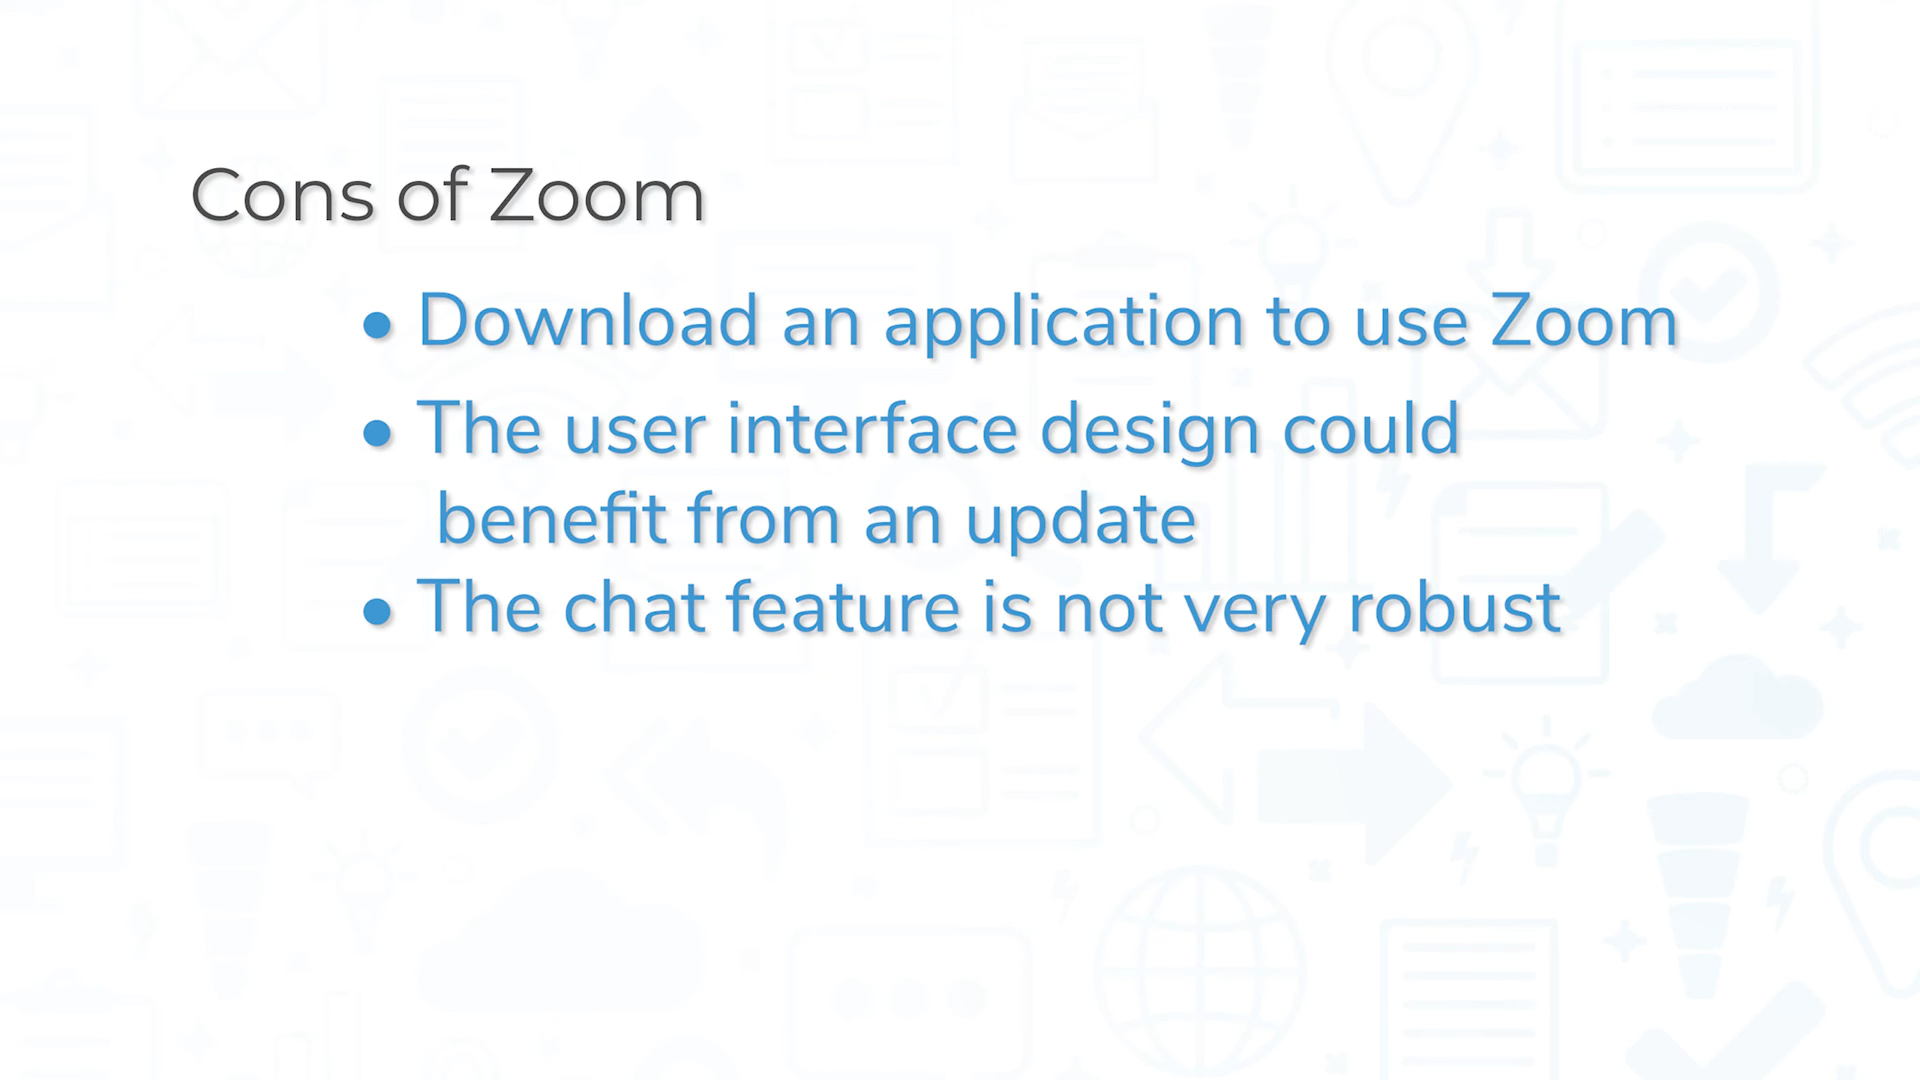 Cons of Zoom
• Download an application to use Zoom
• The user interface design could
benefit from an update
• The chat feature is not very robust